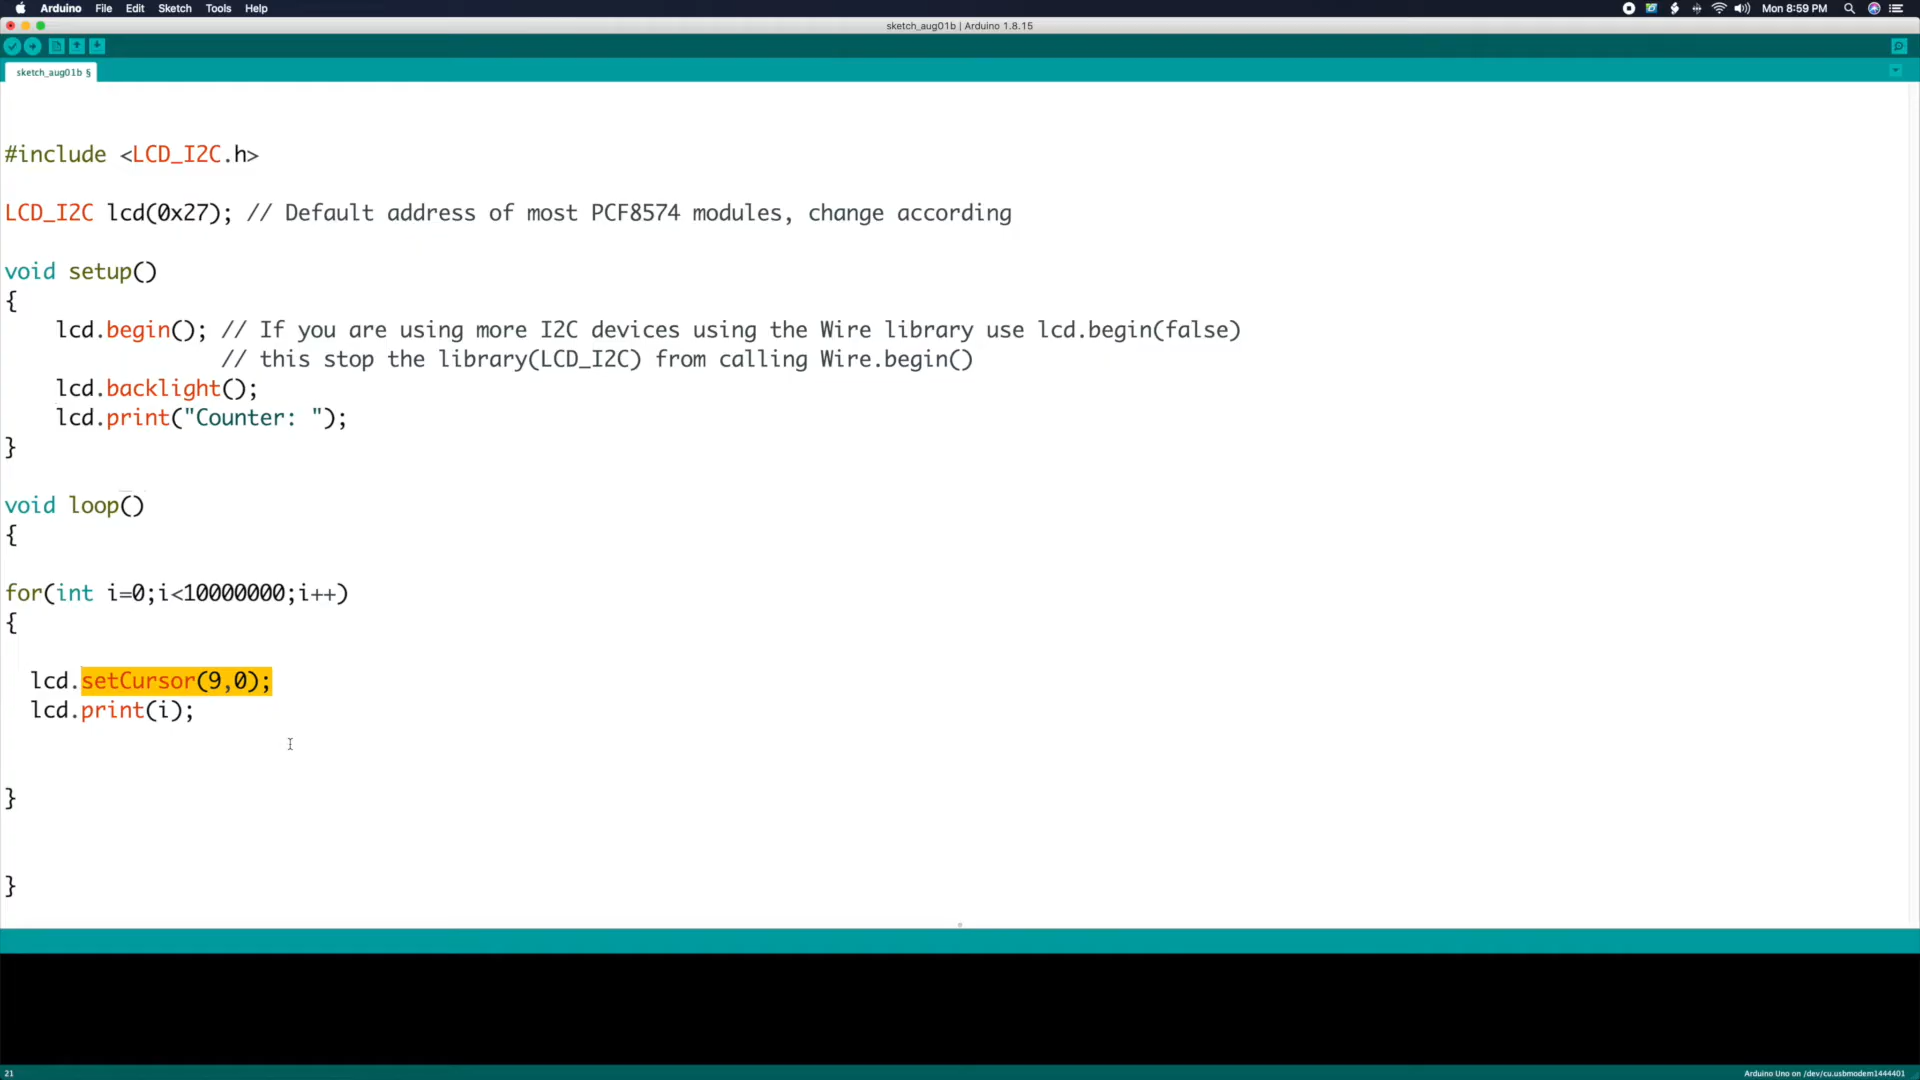 Arduino File Edit Sketch Tools Help Mon 8:59 PM
sketch_aug01b | Arduino 1.8.15
sketch_aug01b §
#include <LCD_I2C.h>
LCD_I2C lcd(0x27); // Default address of most PCF8574 modules, change according
void setup()
{
lcd.begin(); // If you are using more I2C devices using the Wire library use lcd.begin(false)
// this stop the library(LCD_I2C) from calling Wire.begin()
lcd.backlight();
lcd.print("Counter: ");
}
void loop()
{
for(int i=0;i<10000000;i++)
{
lcd.setCursor(9,0);
lcd.print(i);
}
}
21 Arduino Uno on /dev/cu.usbmodem1444401